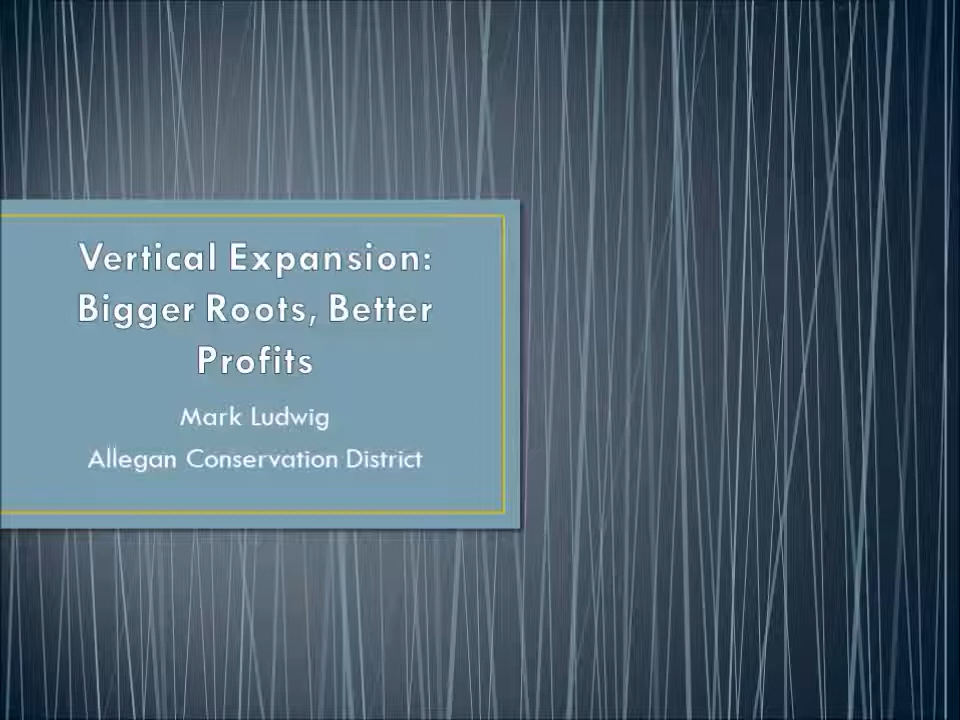 Vertical Expansion:
Bigger Roots, Better
Profits
Mark Ludwig
Allegan Conservation District